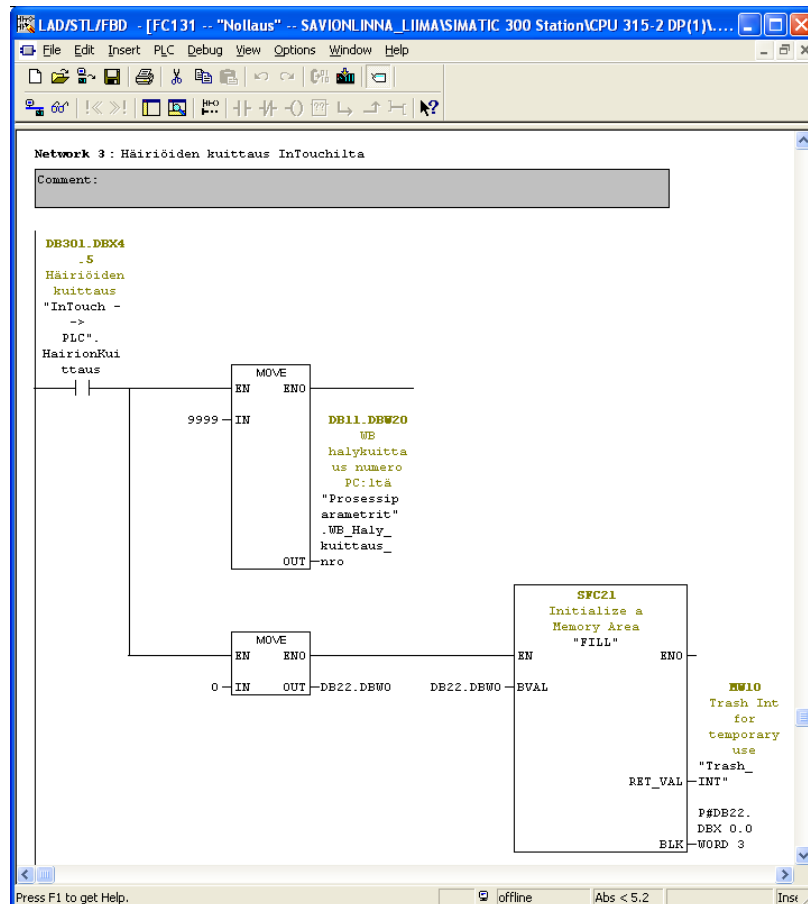 LAD/STL/FBD - [FC131 -- "Nollaus" -- SAVIONLINNA_LIIMA\SIMATIC 300 Station\CPU 315-2 DP(1)\....
File Edit Insert PLC Debug View Options Window Help
Network 3 : Häiriöiden kuittaus InTouchilta
Comment:
DB301.DBX4
.5
Häiriöiden
kuittaus
"InTouch -
->
PLC".
HairionKui
ttaus
MOVE
EN ENO
9999 IN
DB11.DBW20
WB
halykuitta
us numero
PC:ltä
"Prosessip
arametrit"
.WB_Haly_
kuittaus_
OUT nro
MOVE
EN ENO
0 IN OUT DB22.DBW0
SFC21
Initialize a
Memory Area
"FILL"
EN ENO
DB22.DBW0 BVAL
MW10
Trash Int
for
temporary
use
"Trash_
RET_VAL INT"
P#DB22.
DBX 0.0
BLK WORD 3
Press F1 to get Help.
offline
Abs < 5.2